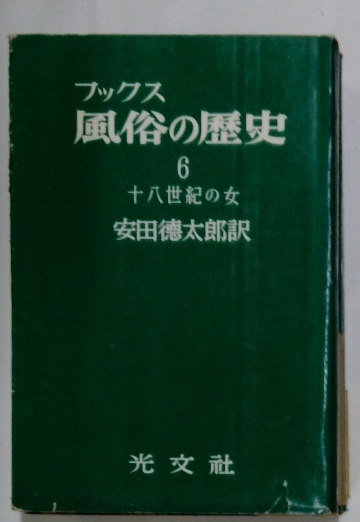 フックス
風俗の歴史
6
十八世紀の女
安田徳太郎訳
光文社